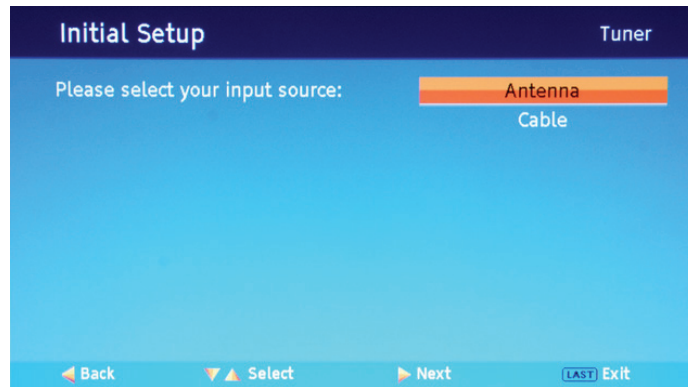 Initial Setup Tuner
Please select your input source: Antenna
Cable
Back Select Next LAST Exit